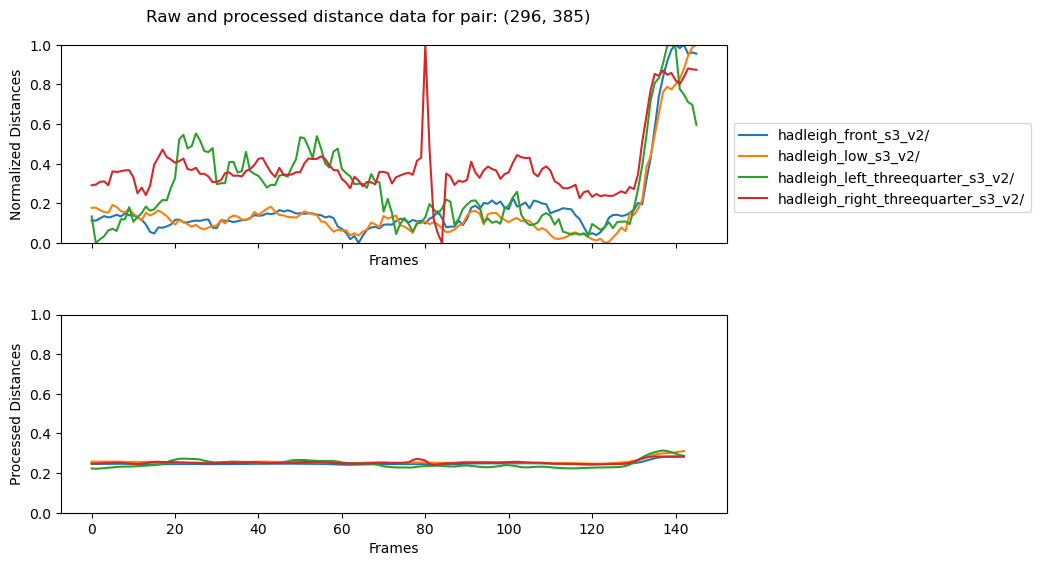 Raw and processed distance data for pair: (296, 385)
1.0
0.8
0.6
0.4
0.2
0.0
Normalized Distances
Frames
hadleigh_front_s3_v2/
hadleigh_low_s3_v2/
hadleigh_left_threequarter_s3_v2/
hadleigh_right_threequarter_s3_v2/
1.0
0.8
0.6
0.4
0.2
0.0
Processed Distances
0 20 40 60 80 100 120 140
Frames